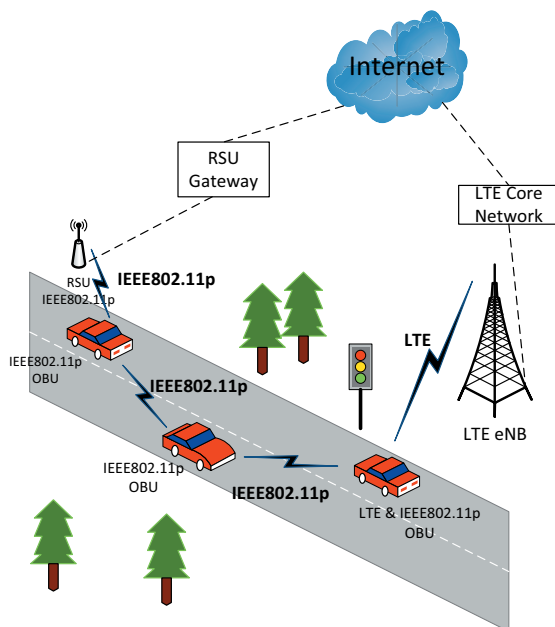 Internet
RSU
Gateway
LTE Core
Network
RSU
IEEE802.11p
IEEE802.11p
LTE
IEEE802.11p
OBU
IEEE802.11p
LTE eNB
IEEE802.11p
OBU
IEEE802.11p
LTE & IEEE802.11p
OBU